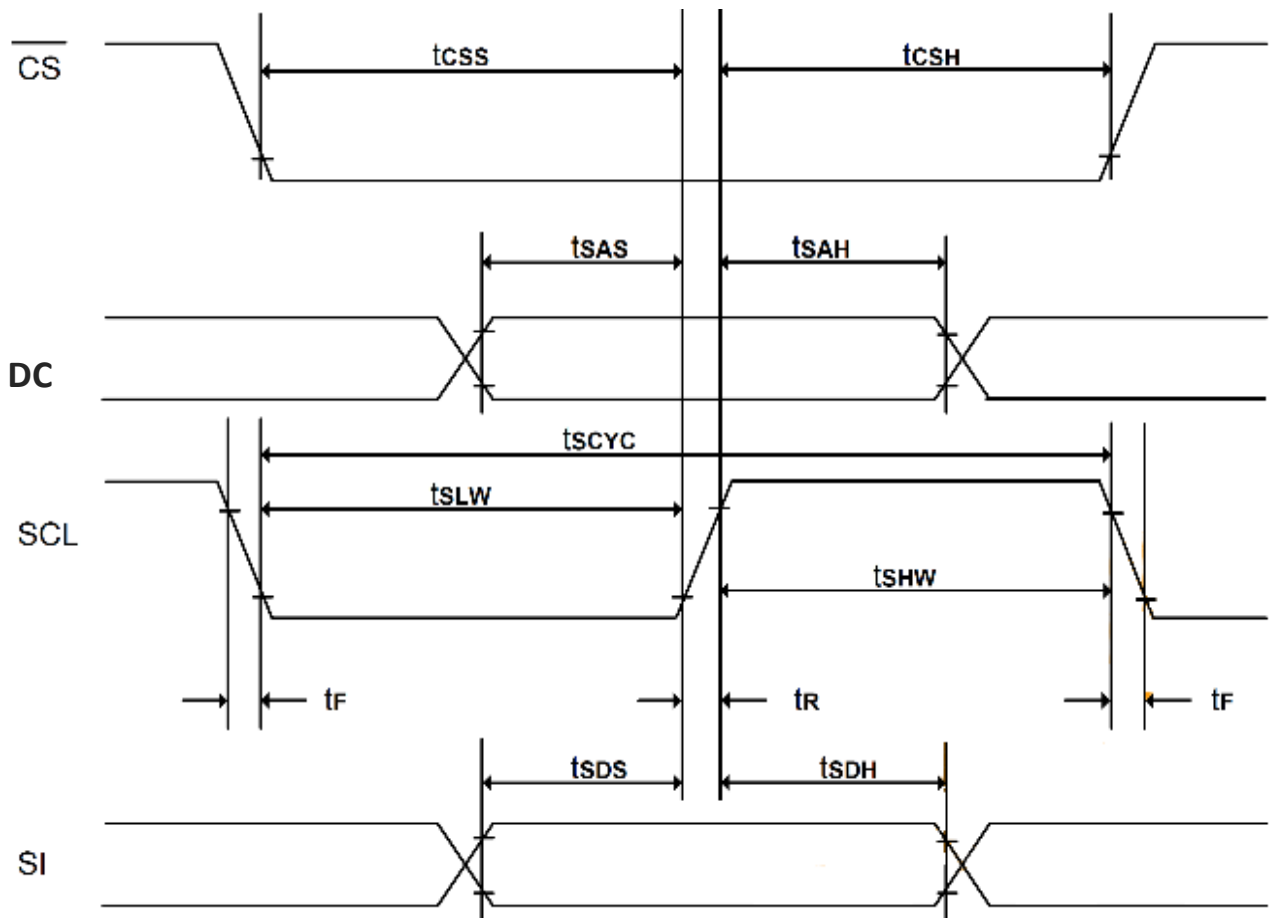 CS
tCSS
tCSH
tSAS
tSAH
DC
tSCYC
tSLW
SCL
tSHW
tF
tR
tF
tSDS
tSDH
SI